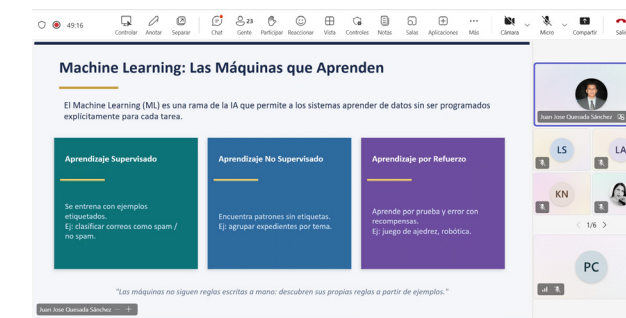 49:16
Controlar Anotar Separar Chat 23 Gente Participar Reaccionar Vista Controles Notas Salas Aplicaciones Más Cámara Micro Compartir
Machine Learning: Las Máquinas que Aprenden
El Machine Learning (ML) es una rama de la IA que permite a los sistemas aprender de datos sin ser programados
explícitamente para cada tarea.
Aprendizaje Supervisado
Se entrena con ejemplos
etiquetados.
Ej: clasificar correos como spam /
no spam.
Aprendizaje No Supervisado
Encuentra patrones sin etiquetas.
Ej: agrupar expedientes por tema.
Aprendizaje por Refuerzo
Aprende por prueba y error con
recompensas.
Ej: juego de ajedrez, robótica.
"Las máquinas no siguen reglas escritas a mano: descubren sus propias reglas a partir de ejemplos."
Juan Jose Quesada Sánchez
Juan Jose Quesada Sánchez
LS
LA
KN
1/6
PC